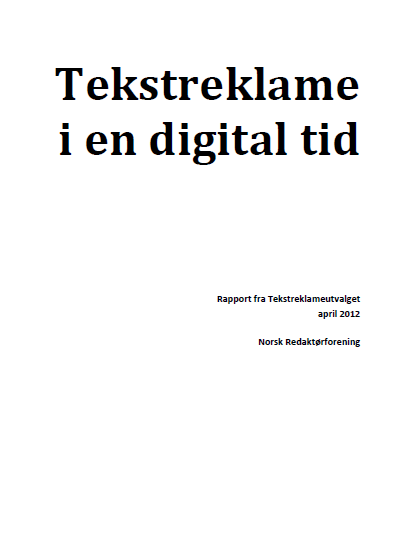 Tekstreklame
i en digital tid
Rapport fra Tekstreklameutvalget
april 2012
Norsk Redaktørforening